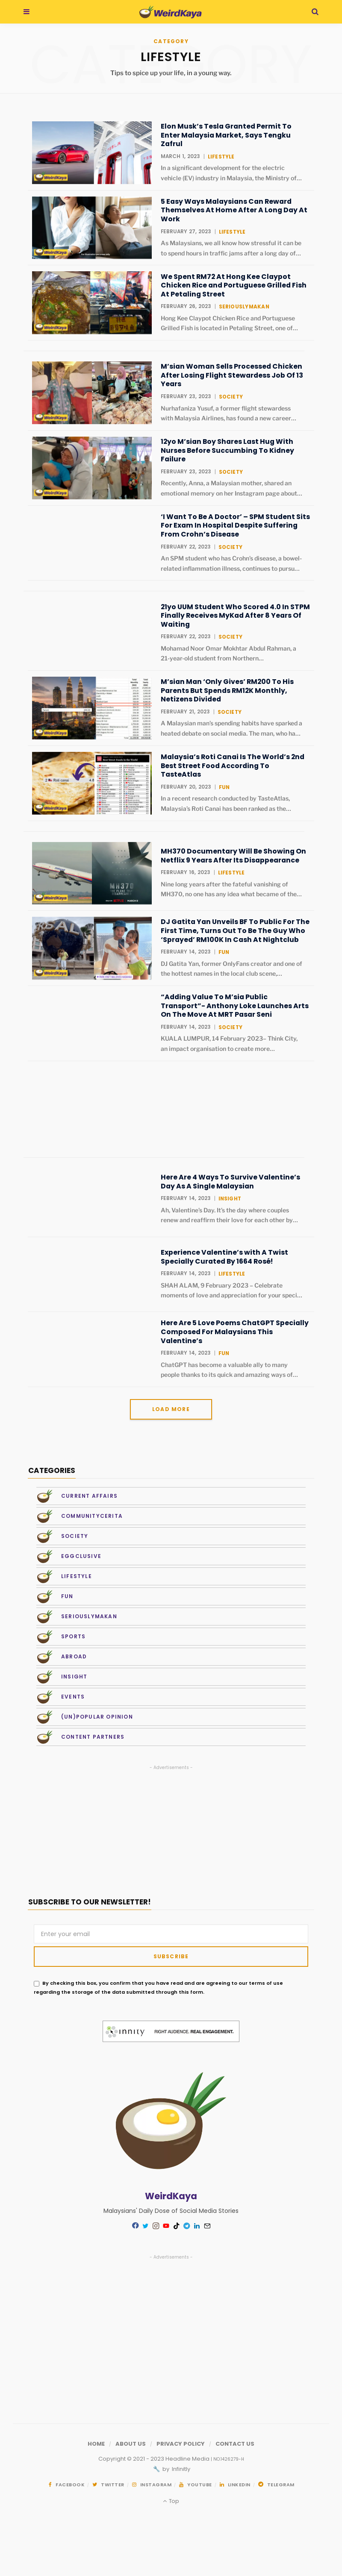 WeirdKaya
CATEGORY
CATEGORY
LIFESTYLE
Tips to spice up your life, in a young way.
Elon Musk’s Tesla Granted Permit To
Enter Malaysia Market, Says Tengku
Zafrul
MARCH 1, 2023 | LIFESTYLE
In a significant development for the electric
vehicle (EV) industry in Malaysia, the Ministry of...
WeirdKaya
5 Easy Ways Malaysians Can Reward
Themselves At Home After A Long Day At
Work
FEBRUARY 27, 2023 | LIFESTYLE
As Malaysians, we all know how stressful it can be
to spend hours in traffic jams after a long day of...
WeirdKaya
We Spent RM72 At Hong Kee Claypot
Chicken Rice and Portuguese Grilled Fish
At Petaling Street
FEBRUARY 26, 2023 | SERIOUSLYMAKAN
Hong Kee Claypot Chicken Rice and Portuguese
Grilled Fish is located in Petaling Street, one of...
WeirdKaya
M’sian Woman Sells Processed Chicken
After Losing Flight Stewardess Job Of 13
Years
FEBRUARY 23, 2023 | SOCIETY
Nurhafaniza Yusuf, a former flight stewardess
with Malaysia Airlines, has found a new career...
WeirdKaya
12yo M’sian Boy Shares Last Hug With
Nurses Before Succumbing To Kidney
Failure
FEBRUARY 23, 2023 | SOCIETY
Recently, Anna, a Malaysian mother, shared an
emotional memory on her Instagram page about...
WeirdKaya
‘I Want To Be A Doctor’ – SPM Student Sits
For Exam In Hospital Despite Suffering
From Crohn’s Disease
FEBRUARY 22, 2023 | SOCIETY
An SPM student who has Crohn’s disease, a bowel-
related inflammation illness, continues to pursu...
21yo UUM Student Who Scored 4.0 In STPM
Finally Receives MyKad After 8 Years Of
Waiting
FEBRUARY 22, 2023 | SOCIETY
Mohamad Noor Omar Mokhtar Abdul Rahman, a
21-year-old student from Northern...
M’sian Man ‘Only Gives’ RM200 To His
Parents But Spends RM12K Monthly,
Netizens Divided
FEBRUARY 21, 2023 | SOCIETY
A Malaysian man’s spending habits have sparked a
heated debate on social media. The man, who ha...
WeirdKaya
Malaysia’s Roti Canai Is The World’s 2nd
Best Street Food According To
TasteAtlas
FEBRUARY 20, 2023 | FUN
In a recent research conducted by TasteAtlas,
Malaysia’s Roti Canai has been ranked as the...
WeirdKaya
MH370 Documentary Will Be Showing On
Netflix 9 Years After Its Disappearance
FEBRUARY 16, 2023 | LIFESTYLE
Nine long years after the fateful vanishing of
MH370, no one has any idea what became of the...
MH370
WeirdKaya
DJ Gatita Yan Unveils BF To Public For The
First Time, Turns Out To Be The Guy Who
‘Sprayed’ RM100K In Cash At Nightclub
FEBRUARY 14, 2023 | FUN
DJ Gatita Yan, former OnlyFans creator and one of
the hottest names in the local club scene,...
WeirdKaya
“Adding Value To M’sia Public
Transport”- Anthony Loke Launches Arts
On The Move At MRT Pasar Seni
FEBRUARY 14, 2023 | SOCIETY
KUALA LUMPUR, 14 February 2023– Think City,
an impact organisation to create more...
Here Are 4 Ways To Survive Valentine’s
Day As A Single Malaysian
FEBRUARY 14, 2023 | INSIGHT
Ah, Valentine’s Day. It’s the day where couples
renew and reaffirm their love for each other by...
Experience Valentine’s with A Twist
Specially Curated By 1664 Rosé!
FEBRUARY 14, 2023 | LIFESTYLE
SHAH ALAM, 9 February 2023 – Celebrate
moments of love and appreciation for your speci...
Here Are 5 Love Poems ChatGPT Specially
Composed For Malaysians This
Valentine’s
FEBRUARY 14, 2023 | FUN
ChatGPT has become a valuable ally to many
people thanks to its quick and amazing ways of...
LOAD MORE
CATEGORIES
CURRENT AFFAIRS
COMMUNITYCERITA
SOCIETY
EGGCLUSIVE
LIFESTYLE
FUN
SERIOUSLYMAKAN
SPORTS
ABROAD
INSIGHT
EVENTS
(UN)POPULAR OPINION
CONTENT PARTNERS
- Advertisements -
SUBSCRIBE TO OUR NEWSLETTER!
Enter your email
SUBSCRIBE
By checking this box, you confirm that you have read and are agreeing to our terms of use
regarding the storage of the data submitted through this form.
innity RIGHT AUDIENCE. REAL ENGAGEMENT.
WeirdKaya
Malaysians' Daily Dose of Social Media Stories
- Advertisements -
HOME | ABOUT US | PRIVACY POLICY | CONTACT US
Copyright © 2021 - 2023 Headline Media | NO1426279-H
by Infinity
FACEBOOK / TWITTER / INSTAGRAM / YOUTUBE / LINKEDIN / TELEGRAM
Top